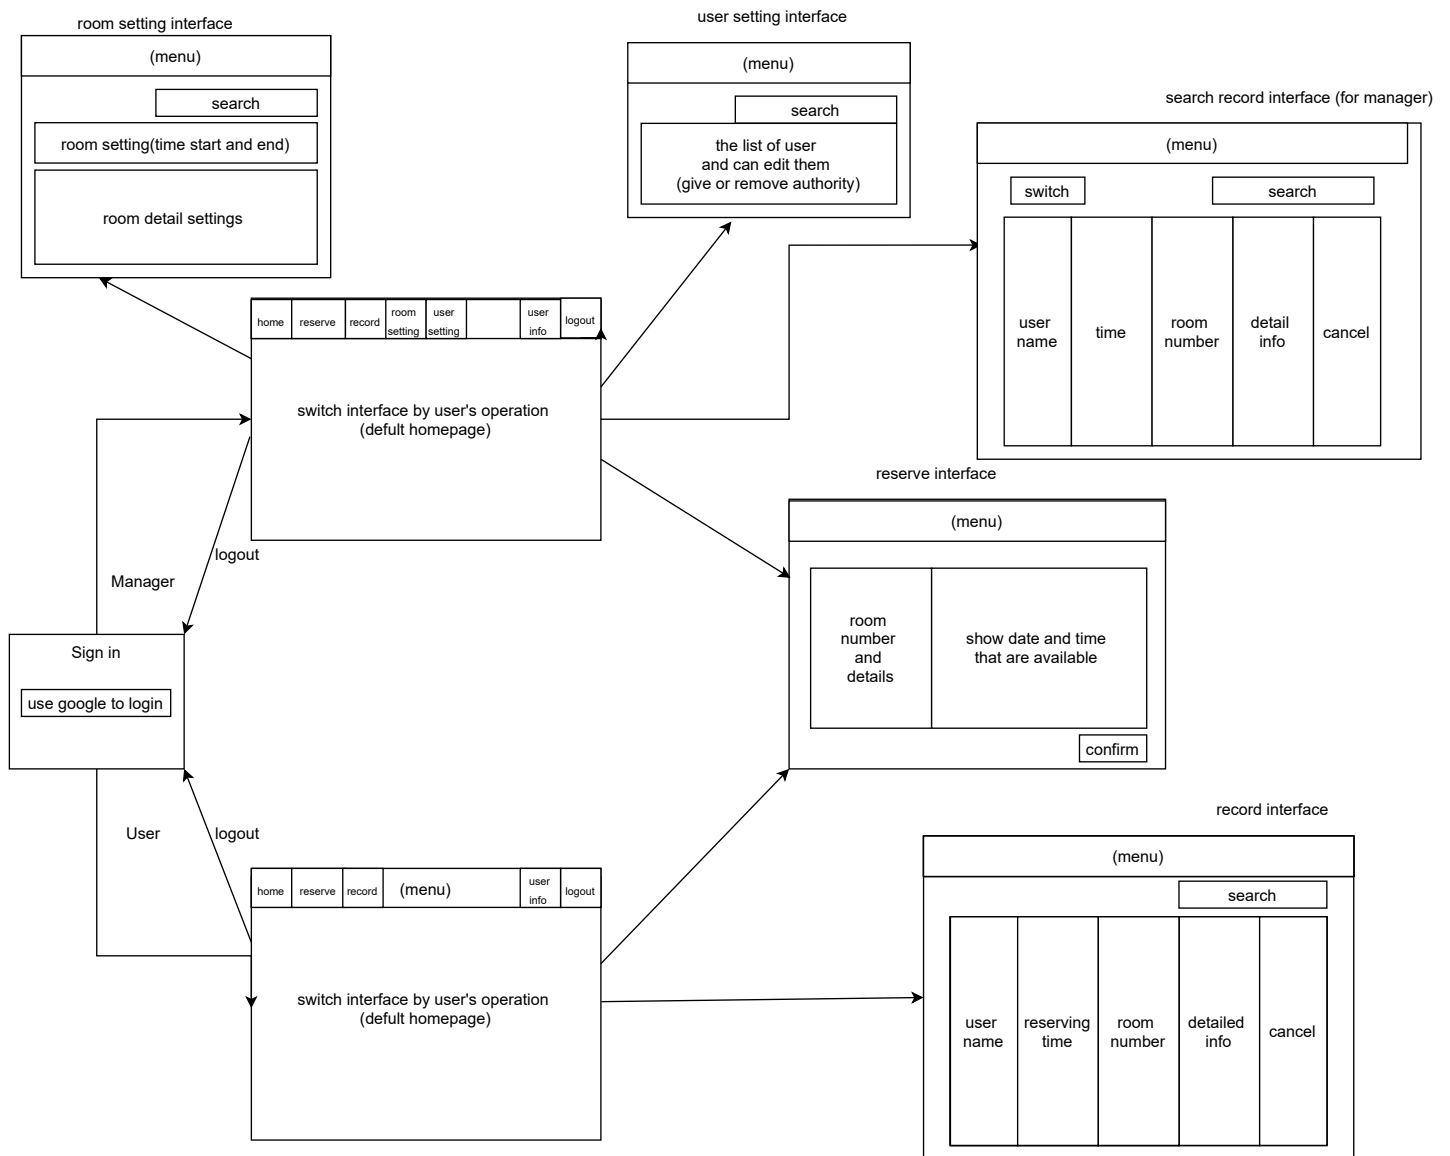 room setting interface
(menu)
search
room setting(time start and end)
room detail settings
user setting interface
(menu)
search
the list of user
and can edit them
(give or remove authority)
search record interface (for manager)
(menu)
switch
search
user
name
time
room
number
detail
info
cancel
home
reserve
record
room
setting
user
setting
user
info
logout
switch interface by user's operation
(defult homepage)
logout
Manager
Sign in
use google to login
User
logout
reserve interface
(menu)
room
number
and
details
show date and time
that are available
confirm
home
reserve
record
(menu)
user
info
logout
switch interface by user's operation
(defult homepage)
record interface
(menu)
search
user
name
reserving
time
room
number
detailed
info
cancel